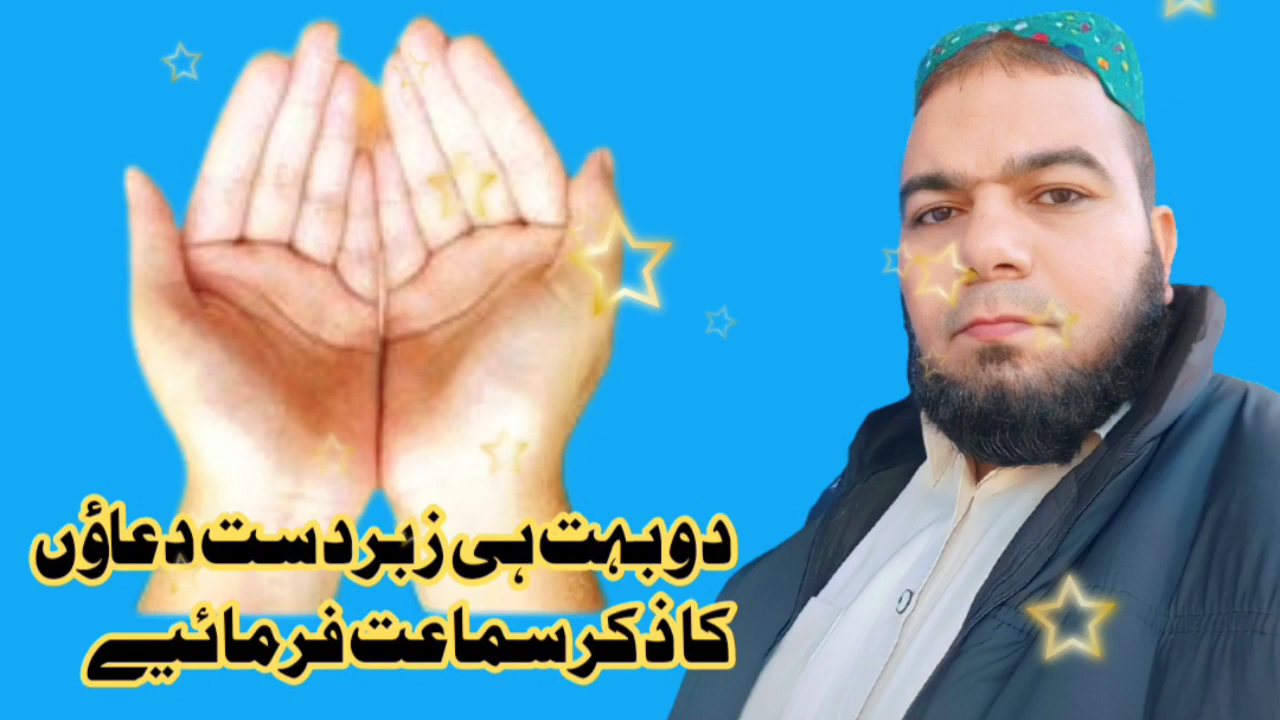 دو بہت ہی زبردست دعاؤں
کا ذکر سماعت فرمائیے